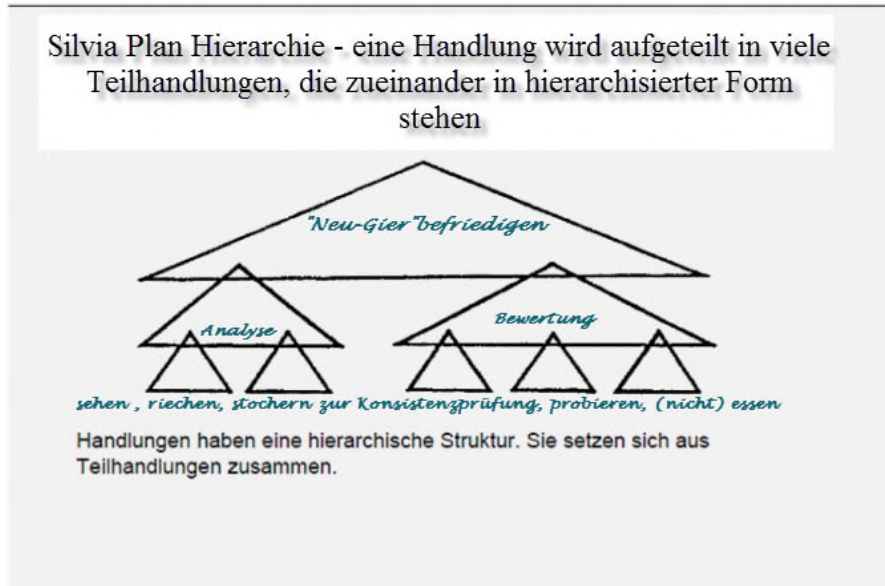 Silvia Plan Hierarchie - eine Handlung wird aufgeteilt in viele
Teilhandlungen, die zueinander in hierarchisierter Form
stehen
"Neu-Gier"befriedigen
Analyse
Bewertung
sehen , riechen, stochern zur Konsistenzprüfung, probieren, (nicht) essen
Handlungen haben eine hierarchische Struktur. Sie setzen sich aus
Teilhandlungen zusammen.